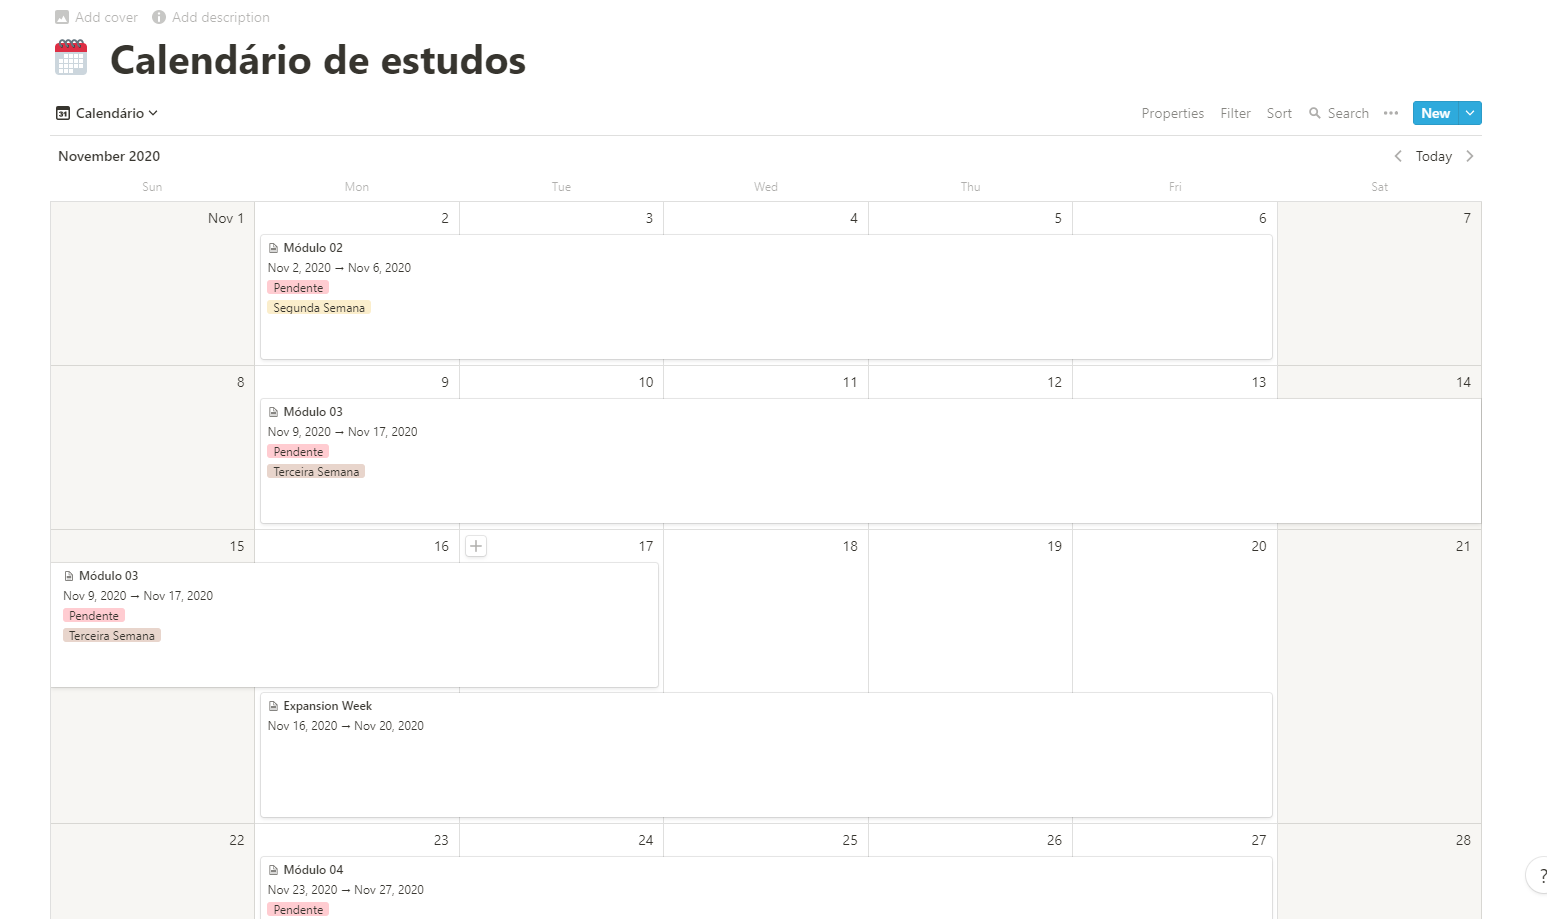 Add cover Add description
Calendário de estudos
31 Calendário Properties Filter Sort Search ••• New
November 2020 Today
Sun Mon Tue Wed Thu Fri Sat
Nov 1 2 3 4 5 6 7
Módulo 02
Nov 2, 2020 → Nov 6, 2020
Pendente
Segunda Semana
8 9 10 11 12 13 14
Módulo 03
Nov 9, 2020 → Nov 17, 2020
Pendente
Terceira Semana
15 16 + 17 18 19 20 21
Módulo 03
Nov 9, 2020 → Nov 17, 2020
Pendente
Terceira Semana
Expansion Week
Nov 16, 2020 → Nov 20, 2020
22 23 24 25 26 27 28
Módulo 04
Nov 23, 2020 → Nov 27, 2020
?
Pendente